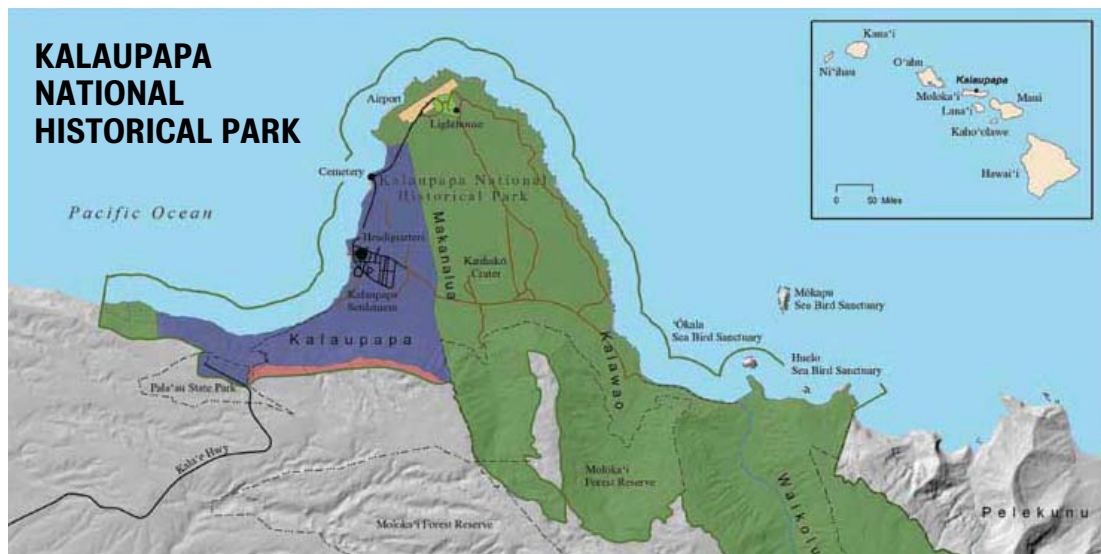 KALAUPAPA
NATIONAL
HISTORICAL PARK
Kaua'i
Ni'ihau
O'ahu
Kalaupapa
Moloka'i
Maui
Lana'i
Kaho'olawe
Hawai'i
0 50 Miles
Airport
Lighthouse
Cemetery
Kalaupapa National
Historical Park
Pacific Ocean
Makanalua
Headquarters
Kauhakō
Crater
Kalaupapa
Settlement
Mōkapu
Sea Bird Sanctuary
'Ōkala
Sea Bird Sanctuary
Kalaupapa
Kalawao
Huelo
Sea Bird Sanctuary
Pala'au State Park
Kala'e Hwy
Moloka'i
Forest Reserve
Waikolu
Pelekunu
Moloka'i Forest Reserve